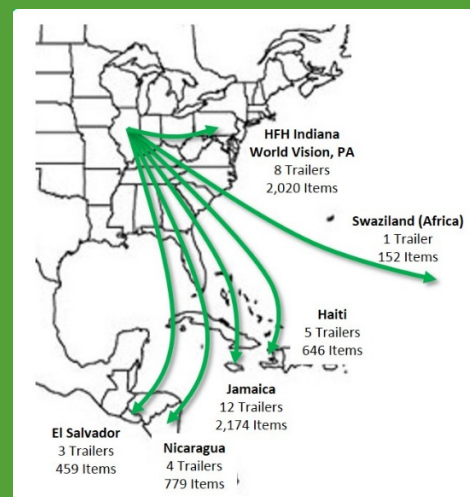 HFH Indiana
World Vision, PA
8 Trailers
2,020 Items
Swaziland (Africa)
1 Trailer
152 Items
Haiti
5 Trailers
646 Items
Jamaica
12 Trailers
2,174 Items
El Salvador
3 Trailers
459 Items
Nicaragua
4 Trailers
779 Items